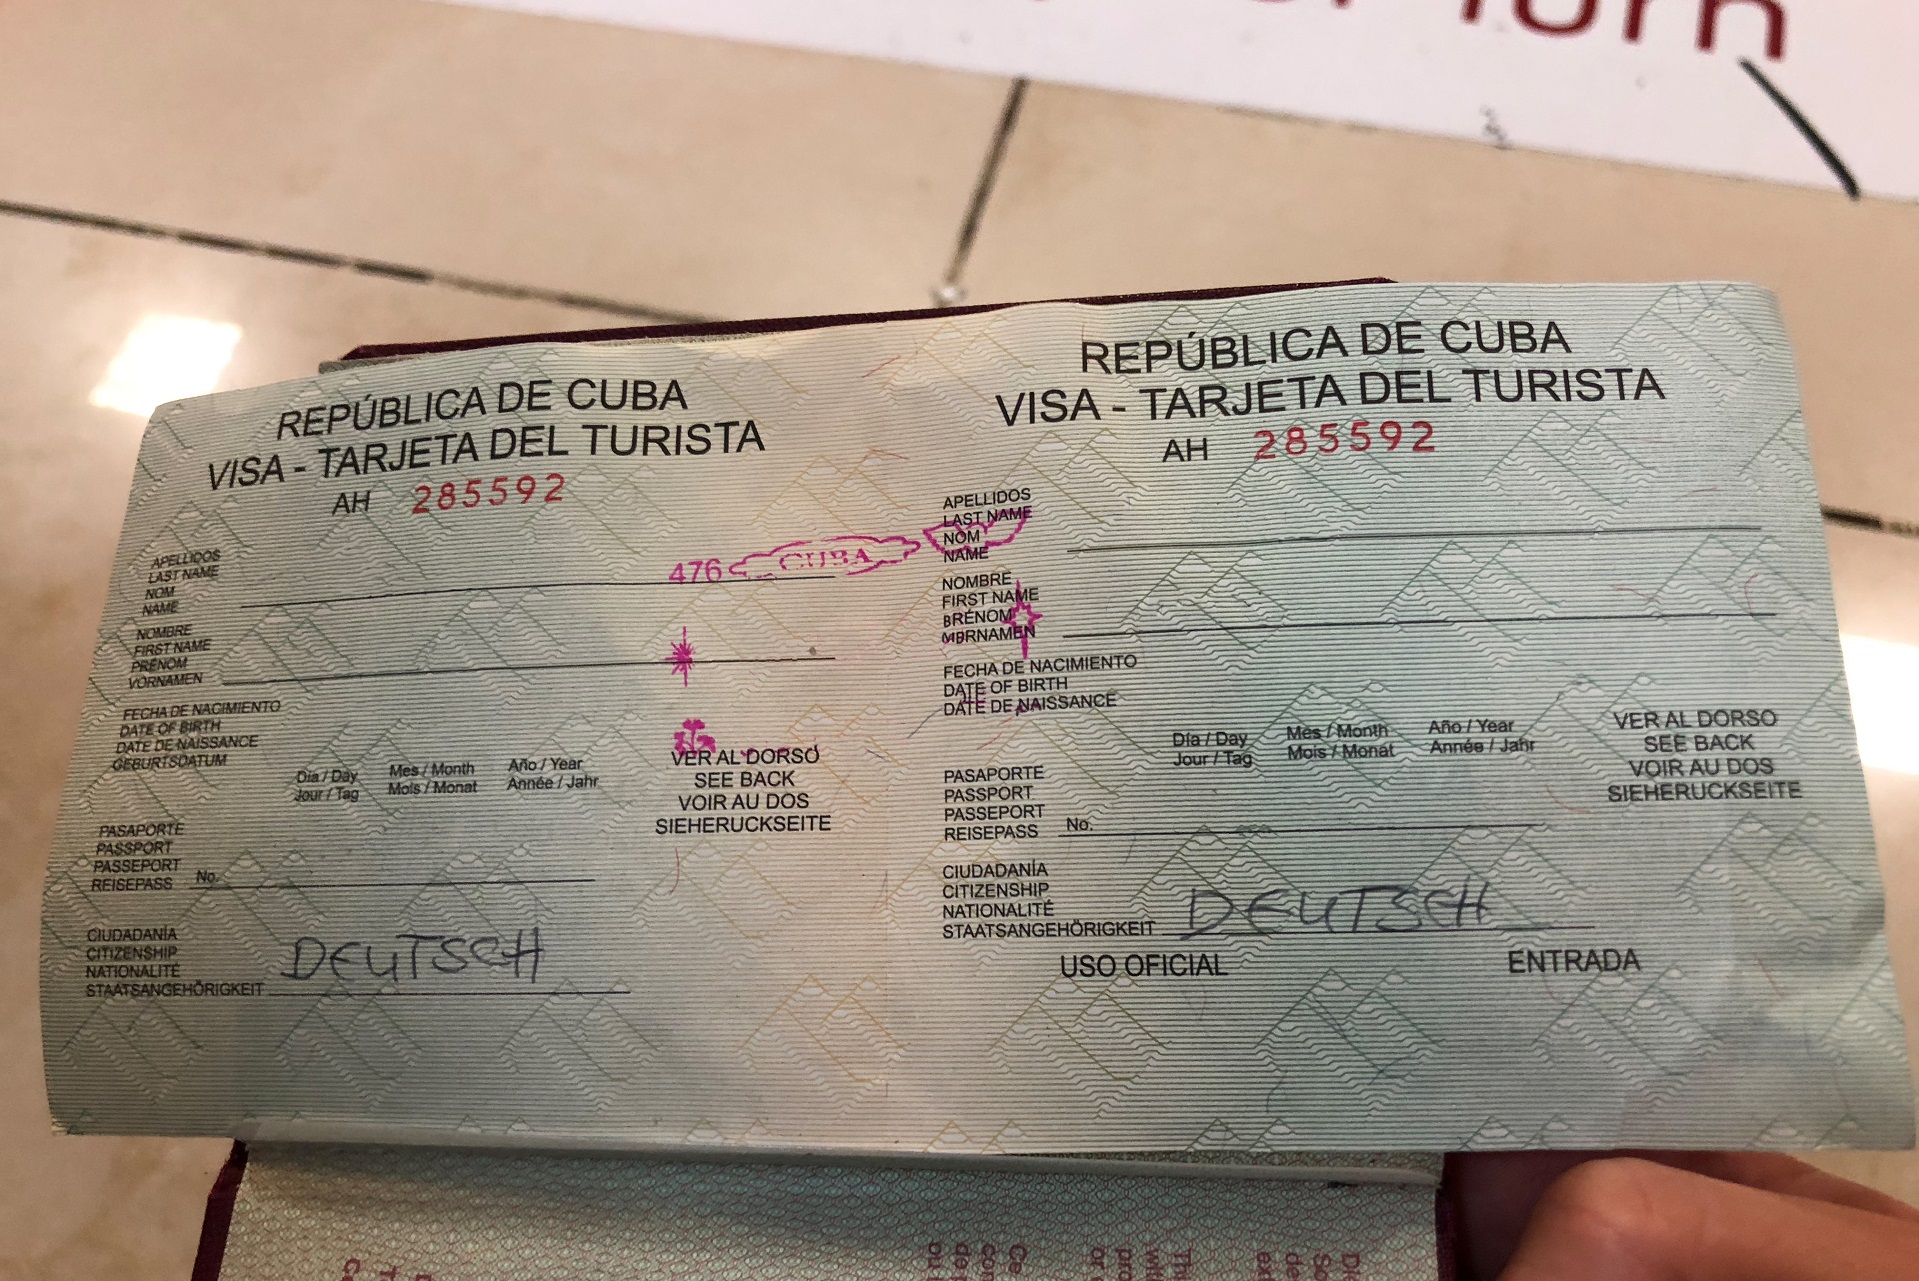 Turn
REPÚBLICA DE CUBA
VISA - TARJETA DEL TURISTA
AH 285592
APELLIDOS
LAST NAME
NOM
NAME
476 CUBA
NOMBRE
FIRST NAME
PRÉNOM
VORNAMEN
FECHA DE NACIMIENTO
DATE OF BIRTH
DATE DE NAISSANCE
GEBURTSDATUM
Día / Day Mes / Month Año / Year
Jour / Tag Mois / Monat Année / Jahr
VER AL DORSO
SEE BACK
VOIR AU DOS
SIEHERUCKSEITE
PASAPORTE
PASSPORT
PASSEPORT
REISEPASS No.
CIUDADANÍA
CITIZENSHIP
NATIONALITÉ
STAATSANGEHÖRIGKEIT DEUTSCH
REPÚBLICA DE CUBA
VISA - TARJETA DEL TURISTA
AH 285592
APELLIDOS
LAST NAME
NOM
NAME
NOMBRE
FIRST NAME
FECHA DE NACIMIENTO
DATE OF BIRTH
DATE DE NAISSANCE
Día / Day Mes / Month Año / Year
Jour / Tag Mois / Monat Année / Jahr
VER AL DORSO
SEE BACK
VOIR AU DOS
SIEHERUCKSEITE
PASAPORTE
PASSPORT
PASSEPORT
REISEPASS No.
CIUDADANÍA
CITIZENSHIP
NATIONALITÉ
STAATSANGEHÖRIGKEIT DEUTSCH
USO OFICIAL ENTRADA